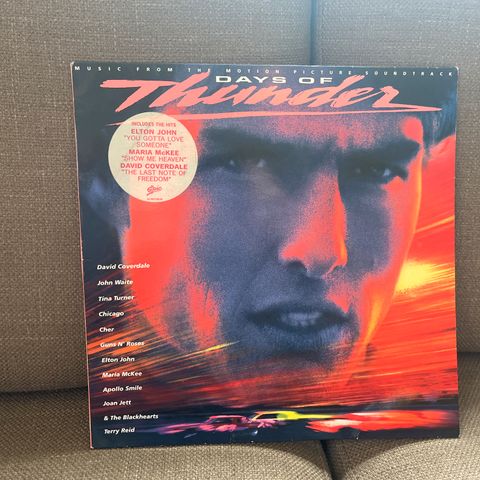 MUSIC FROM THE MOTION PICTURE SOUNDTRACK
DAYS OF
Thunder
INCLUDES THE HITS
ELTON JOHN
"YOU GOTTA LOVE
SOMEONE"
MARIA McKEE
"SHOW ME HEAVEN"
DAVID COVERDALE
"THE LAST NOTE OF
FREEDOM"
Epic
David Coverdale
John Waite
Tina Turner
Chicago
Cher
Guns N' Roses
Elton John
Maria McKee
Apollo Smile
Joan Jett
& The Blackhearts
Terry Reid